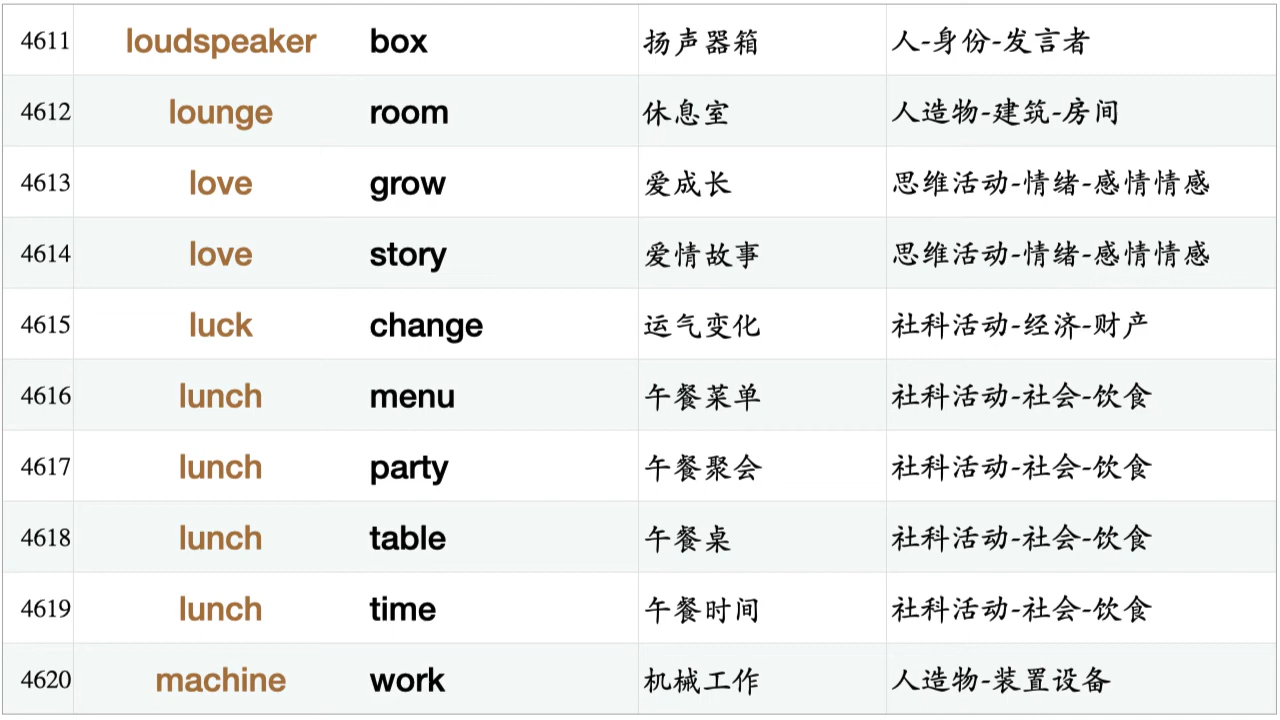 4611 loudspeaker box 扬声器箱 人-身份-发言者
4612 lounge room 休息室 人造物-建筑-房间
4613 love grow 爱成长 思维活动-情绪-感情情感
4614 love story 爱情故事 思维活动-情绪-感情情感
4615 luck change 运气变化 社科活动-经济-财产
4616 lunch menu 午餐菜单 社科活动-社会-饮食
4617 lunch party 午餐聚会 社科活动-社会-饮食
4618 lunch table 午餐桌 社科活动-社会-饮食
4619 lunch time 午餐时间 社科活动-社会-饮食
4620 machine work 机械工作 人造物-装置设备